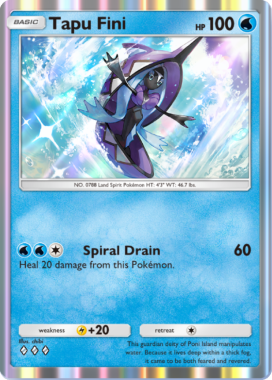 BASIC Tapu Fini HP 100
NO. 0788 Land Spirit Pokémon HT: 4'3" WT: 46.7 lbs.
Spiral Drain 60
Heal 20 damage from this Pokémon.
weakness +20 retreat
Illus. chibi
This guardian deity of Poni Island manipulates
water. Because it lives deep within a thick fog,
it came to be both feared and revered.